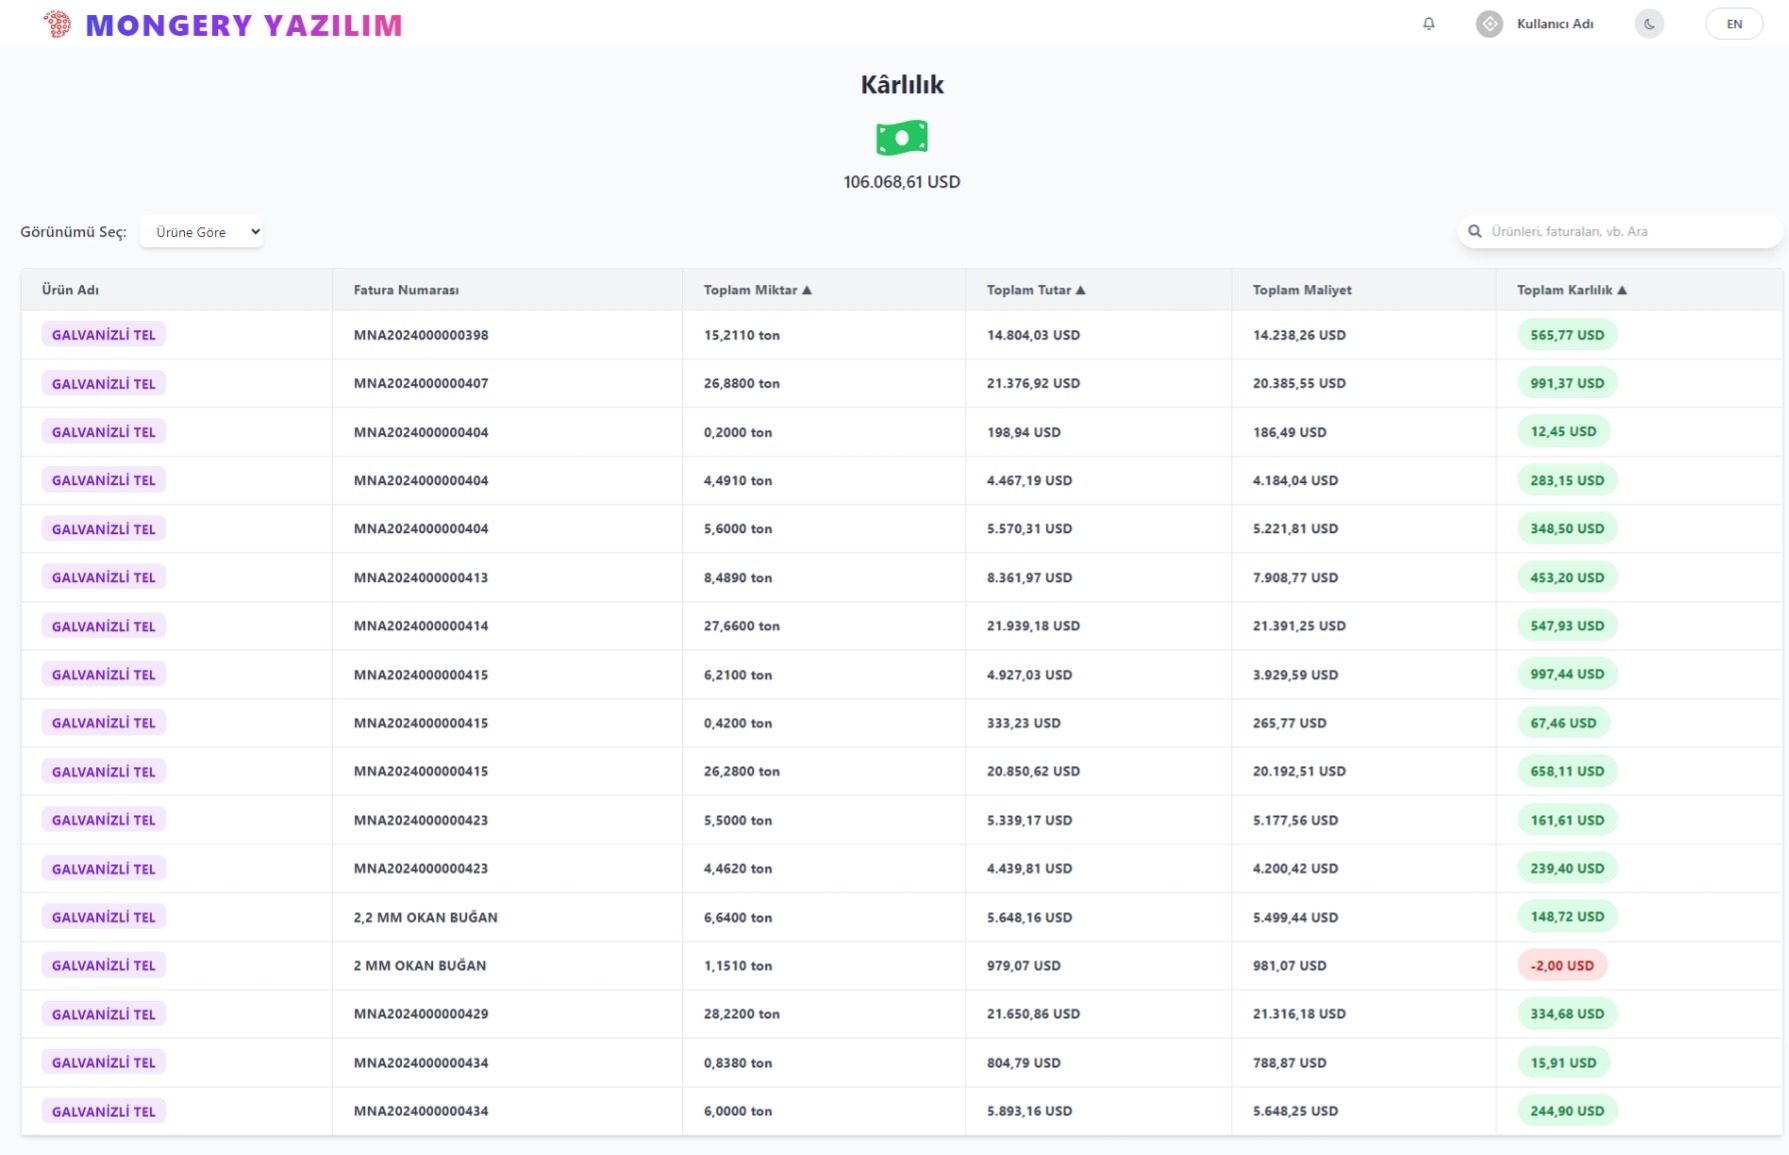 MONGERY YAZILIM
Kullanıcı Adı
EN
Kârlılık
106.068,61 USD
Görünümü Seç: Ürüne Göre
Ürünleri, faturaları, vb. Ara
Ürün Adı Fatura Numarası Toplam Miktar ▲ Toplam Tutar ▲ Toplam Maliyet Toplam Karlılık ▲
GALVANİZLİ TEL MNA2024000000398 15,2110 ton 14.804,03 USD 14.238,26 USD 565,77 USD
GALVANİZLİ TEL MNA2024000000407 26,8800 ton 21.376,92 USD 20.385,55 USD 991,37 USD
GALVANİZLİ TEL MNA2024000000404 0,2000 ton 198,94 USD 186,49 USD 12,45 USD
GALVANİZLİ TEL MNA2024000000404 4,4910 ton 4.467,19 USD 4.184,04 USD 283,15 USD
GALVANİZLİ TEL MNA2024000000404 5,6000 ton 5.570,31 USD 5.221,81 USD 348,50 USD
GALVANİZLİ TEL MNA2024000000413 8,4890 ton 8.361,97 USD 7.908,77 USD 453,20 USD
GALVANİZLİ TEL MNA2024000000414 27,6600 ton 21.939,18 USD 21.391,25 USD 547,93 USD
GALVANİZLİ TEL MNA2024000000415 6,2100 ton 4.927,03 USD 3.929,59 USD 997,44 USD
GALVANİZLİ TEL MNA2024000000415 0,4200 ton 333,23 USD 265,77 USD 67,46 USD
GALVANİZLİ TEL MNA2024000000415 26,2800 ton 20.850,62 USD 20.192,51 USD 658,11 USD
GALVANİZLİ TEL MNA2024000000423 5,5000 ton 5.339,17 USD 5.177,56 USD 161,61 USD
GALVANİZLİ TEL MNA2024000000423 4,4620 ton 4.439,81 USD 4.200,42 USD 239,40 USD
GALVANİZLİ TEL 2,2 MM OKAN BUĞAN 6,6400 ton 5.648,16 USD 5.499,44 USD 148,72 USD
GALVANİZLİ TEL 2 MM OKAN BUĞAN 1,1510 ton 979,07 USD 981,07 USD -2,00 USD
GALVANİZLİ TEL MNA2024000000429 28,2200 ton 21.650,86 USD 21.316,18 USD 334,68 USD
GALVANİZLİ TEL MNA2024000000434 0,8380 ton 804,79 USD 788,87 USD 15,91 USD
GALVANİZLİ TEL MNA2024000000434 6,0000 ton 5.893,16 USD 5.648,25 USD 244,90 USD